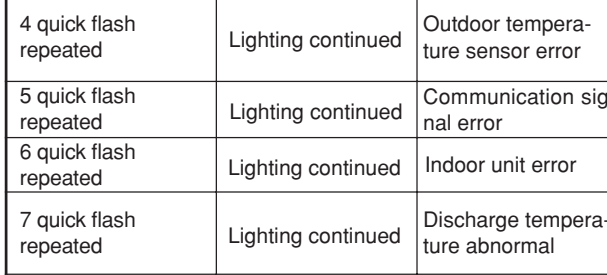 4 quick flash
repeated
Lighting continued
Outdoor tempera-
ture sensor error
5 quick flash
repeated
Lighting continued
Communication sig
nal error
6 quick flash
repeated
Lighting continued
Indoor unit error
7 quick flash
repeated
Lighting continued
Discharge tempera-
ture abnormal